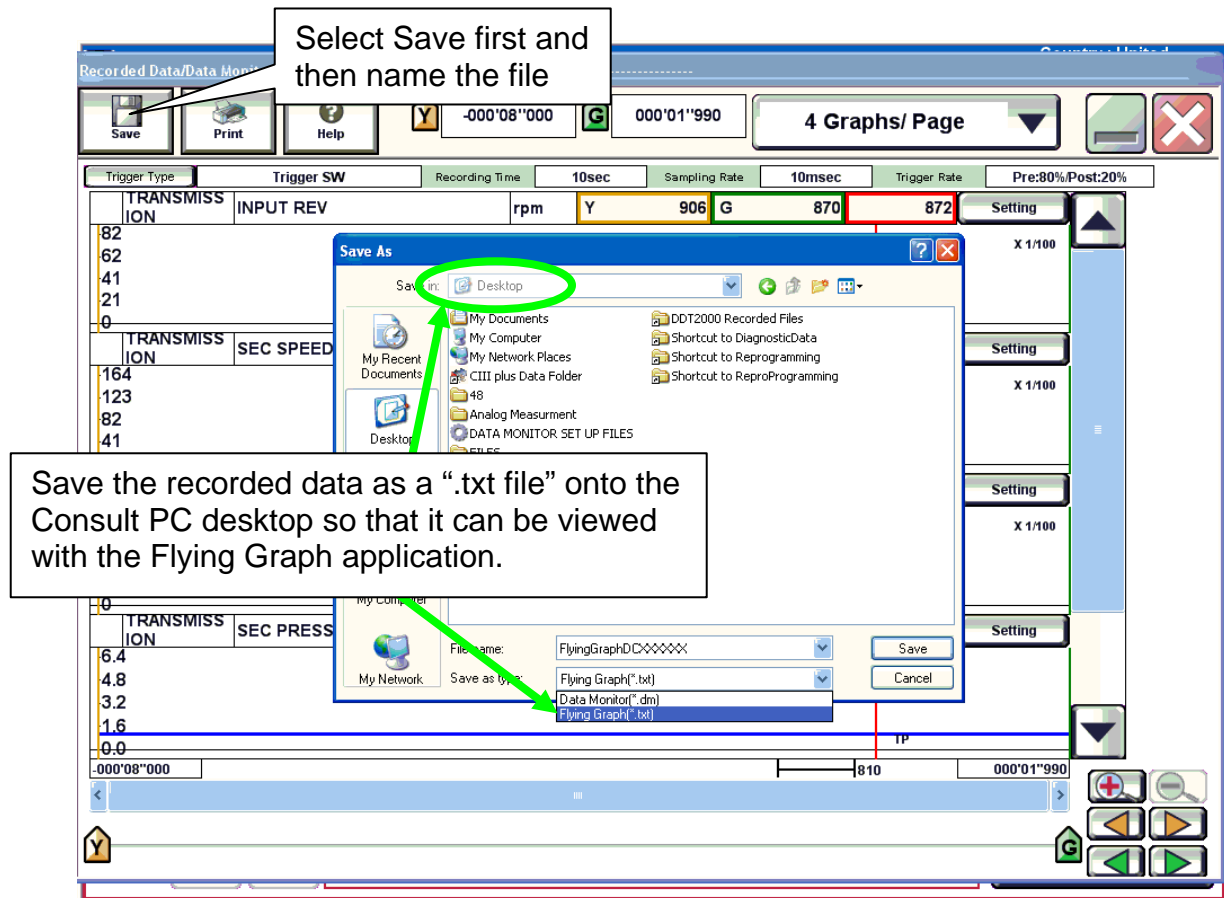 Select Save first and
then name the file
Recorded Data/Data
Save
Print
Help
Y -000'08''000 G 000'01''990
4 Graphs/ Page
Trigger Type Trigger SW Recording Time 10sec Sampling Rate 10msec Trigger Rate Pre:80%/Post:20%
TRANSMISS
ION
INPUT REV rpm Y 906 G 870 872 Setting
X 1/100
82
62
41
21
0
TRANSMISS
ION
SEC SPEED Setting
X 1/100
164
123
82
41
Save As
Save in: Desktop
My Recent
Documents
Desktop
My Documents
My Computer
My Network Places
CIII plus Data Folder
48
Analog Measurment
DATA MONITOR SET UP FILES
FILES
DDT2000 Recorded Files
Shortcut to DiagnosticData
Shortcut to Reprogramming
Shortcut to ReproProgramming
Save the recorded data as a “.txt file” onto the
Consult PC desktop so that it can be viewed
with the Flying Graph application.
Setting
X 1/100
0
My Computer
My Network
File name: FlyingGraphDCXXXXX Save
Save as type: Flying Graph(*.txt) Cancel
Data Monitor(*.dm)
Flying Graph(*.txt)
TRANSMISS
ION
SEC PRESS Setting
6.4
4.8
3.2
1.6
0.0
TP
-000'08''000 810 000'01''990
Y
G